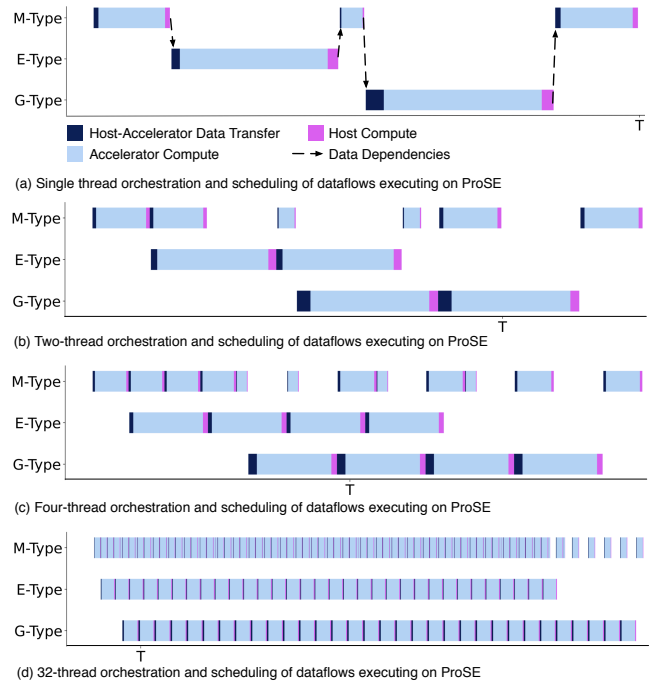 M-Type
E-Type
G-Type
T
Host-Accelerator Data Transfer
Host Compute
Accelerator Compute
Data Dependencies
(a) Single thread orchestration and scheduling of dataflows executing on ProSE
M-Type
E-Type
G-Type
T
(b) Two-thread orchestration and scheduling of dataflows executing on ProSE
M-Type
E-Type
G-Type
T
(c) Four-thread orchestration and scheduling of dataflows executing on ProSE
M-Type
E-Type
G-Type
T
(d) 32-thread orchestration and scheduling of dataflows executing on ProSE